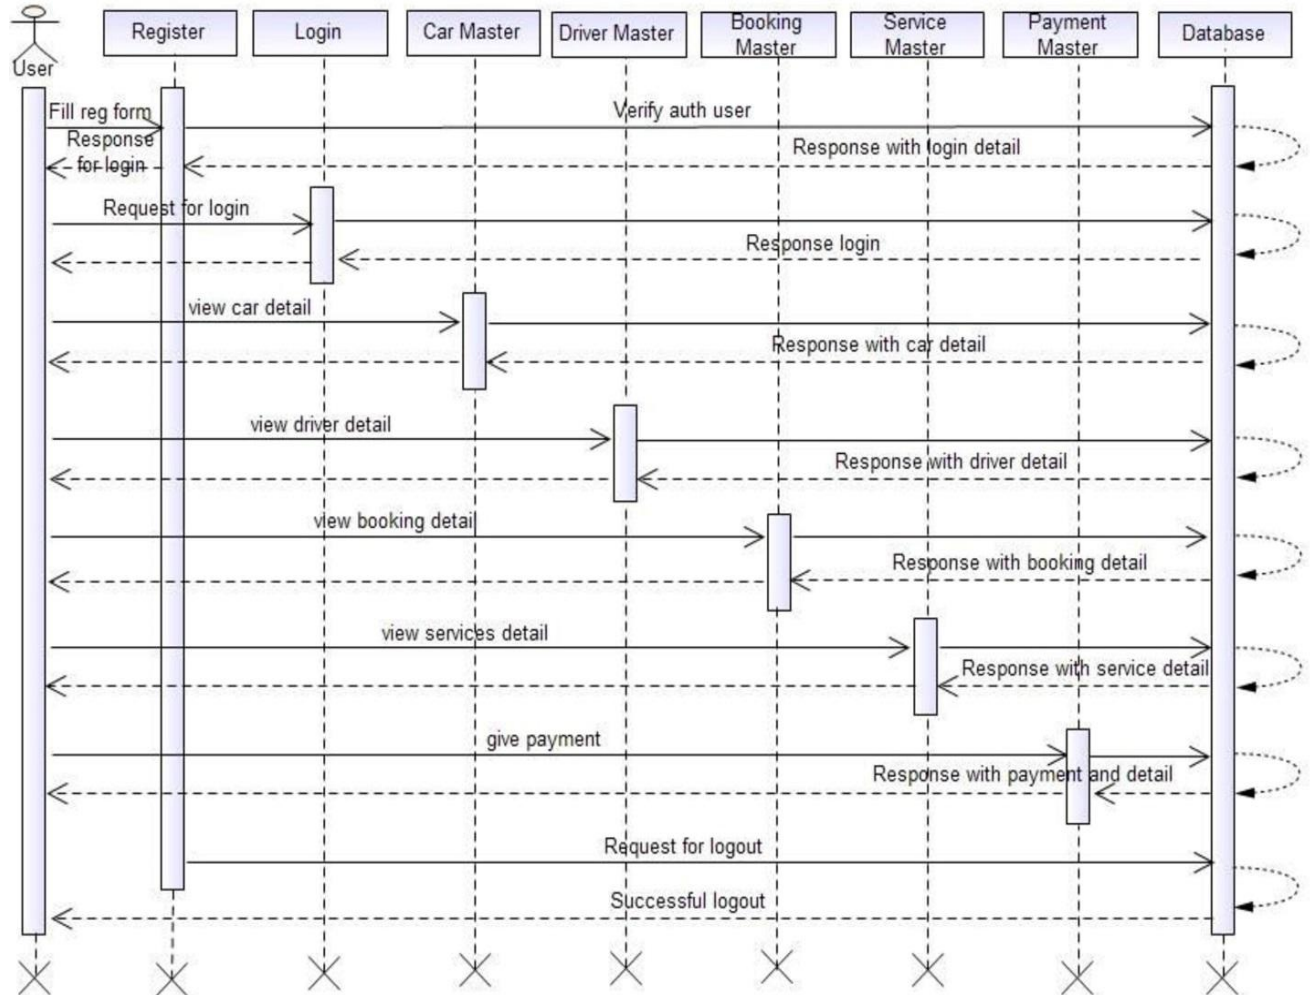 Register
Login
Car Master
Driver Master
Booking
Master
Service
Master
Payment
Master
Database
User
Fill reg form
Verify auth user
Response
for login
Response with login detail
Request for login
Response login
view car detail
Response with car detail
view driver detail
Response with driver detail
view booking detail
Response with booking detail
view services detail
Response with service detail
give payment
Response with payment and detail
Request for logout
Successful logout